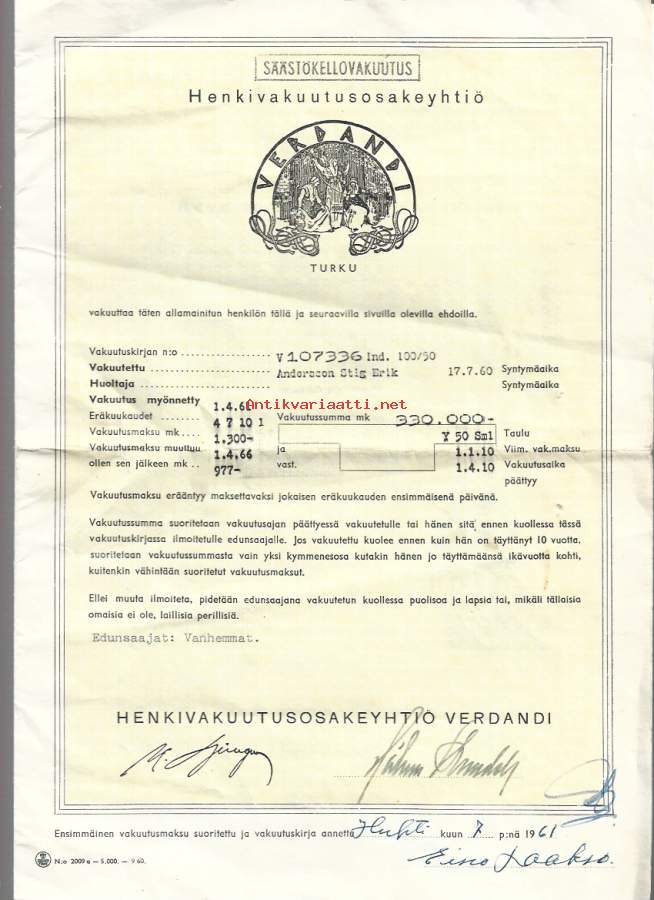 SÄÄSTÖKELLOVAKUUTUS
Henkivakuutusosakeyhtiö
VERDANDI
TURKU
vakuuttaa täten allamainitun henkilön tällä ja seuraavilla sivuilla olevilla ehdoilla.
Vakuutuskirjan n:o V 107336 Ind. 100/50
Vakuutettu Andersson Stig Erik 17.7.60 Syntymäaika
Huoltaja Syntymäaika
Vakuutus myönnetty 1.4.61
Antikvariaatti.net
Eräkuukaudet 4 7 10 1 Vakuutussumma mk 330.000-
Vakuutusmaksu mk 1.300- Y 50 Sml Taulu
Vakuutusmaksu muuttuu 1.4.66 ja 1.1.10 Viim. vak.maksu
ollen sen jälkeen mk 977- vast. 1.4.10 Vakuutusaika
päättyy
Vakuutusmaksu erääntyy maksettavaksi jokaisen eräkuukauden ensimmäisenä päivänä.
Vakuutussumma suoritetaan vakuutusajan päättyessä vakuutetulle tai hänen sitä ennen kuollessa tässä
vakuutuskirjassa ilmoitetulle edunsaajalle. Jos vakuutettu kuolee ennen kuin hän on täyttänyt 10 vuotta,
suoritetaan vakuutussummasta vain yksi kymmenesosa kutakin hänen jo täyttämäänsä ikävuotta kohti,
kuitenkin vähintään suoritetut vakuutusmaksut.
Ellei muuta ilmoiteta, pidetään edunsaajana vakuutetun kuollessa puolisoa ja lapsia tai, mikäli tällaisia
omaisia ei ole, laillisia perillisiä.
Edunsaajat: Vanhemmat.
HENKIVAKUUTUSOSAKEYHTIÖ VERDANDI
Ensimmäinen vakuutusmaksu suoritettu ja vakuutuskirja annettu Huhti kuun 7 p:nä 1961
Eino Laakso.
N:o 2009 a — 5,000. — 9 60.